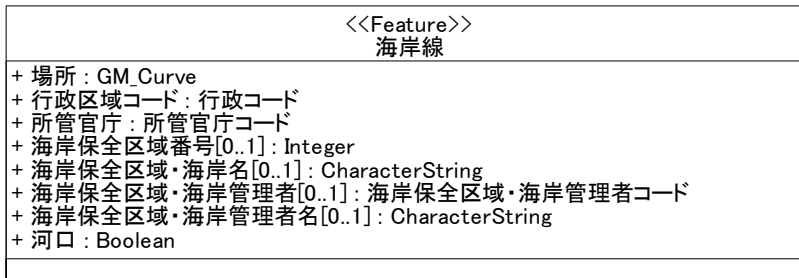 <<Feature>>
海岸線
+ 場所 : GM_Curve
+ 行政区域コード : 行政コード
+ 所管官庁 : 所管官庁コード
+ 海岸保全区域番号[0..1] : Integer
+ 海岸保全区域・海岸名[0..1] : CharacterString
+ 海岸保全区域・海岸管理者[0..1] : 海岸保全区域・海岸管理者コード
+ 海岸保全区域・海岸管理者名[0..1] : CharacterString
+ 河口 : Boolean